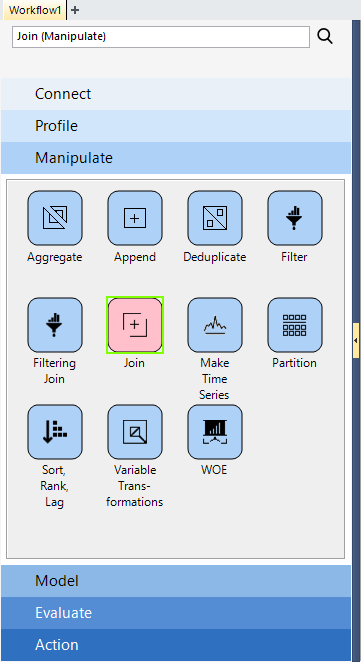 Workflow1 +
Join (Manipulate)
Connect
Profile
Manipulate
Aggregate
Append
Deduplicate
Filter
Filtering
Join
Join
Make
Time
Series
Partition
Sort,
Rank,
Lag
Variable
Trans-
formations
WOE
Model
Evaluate
Action